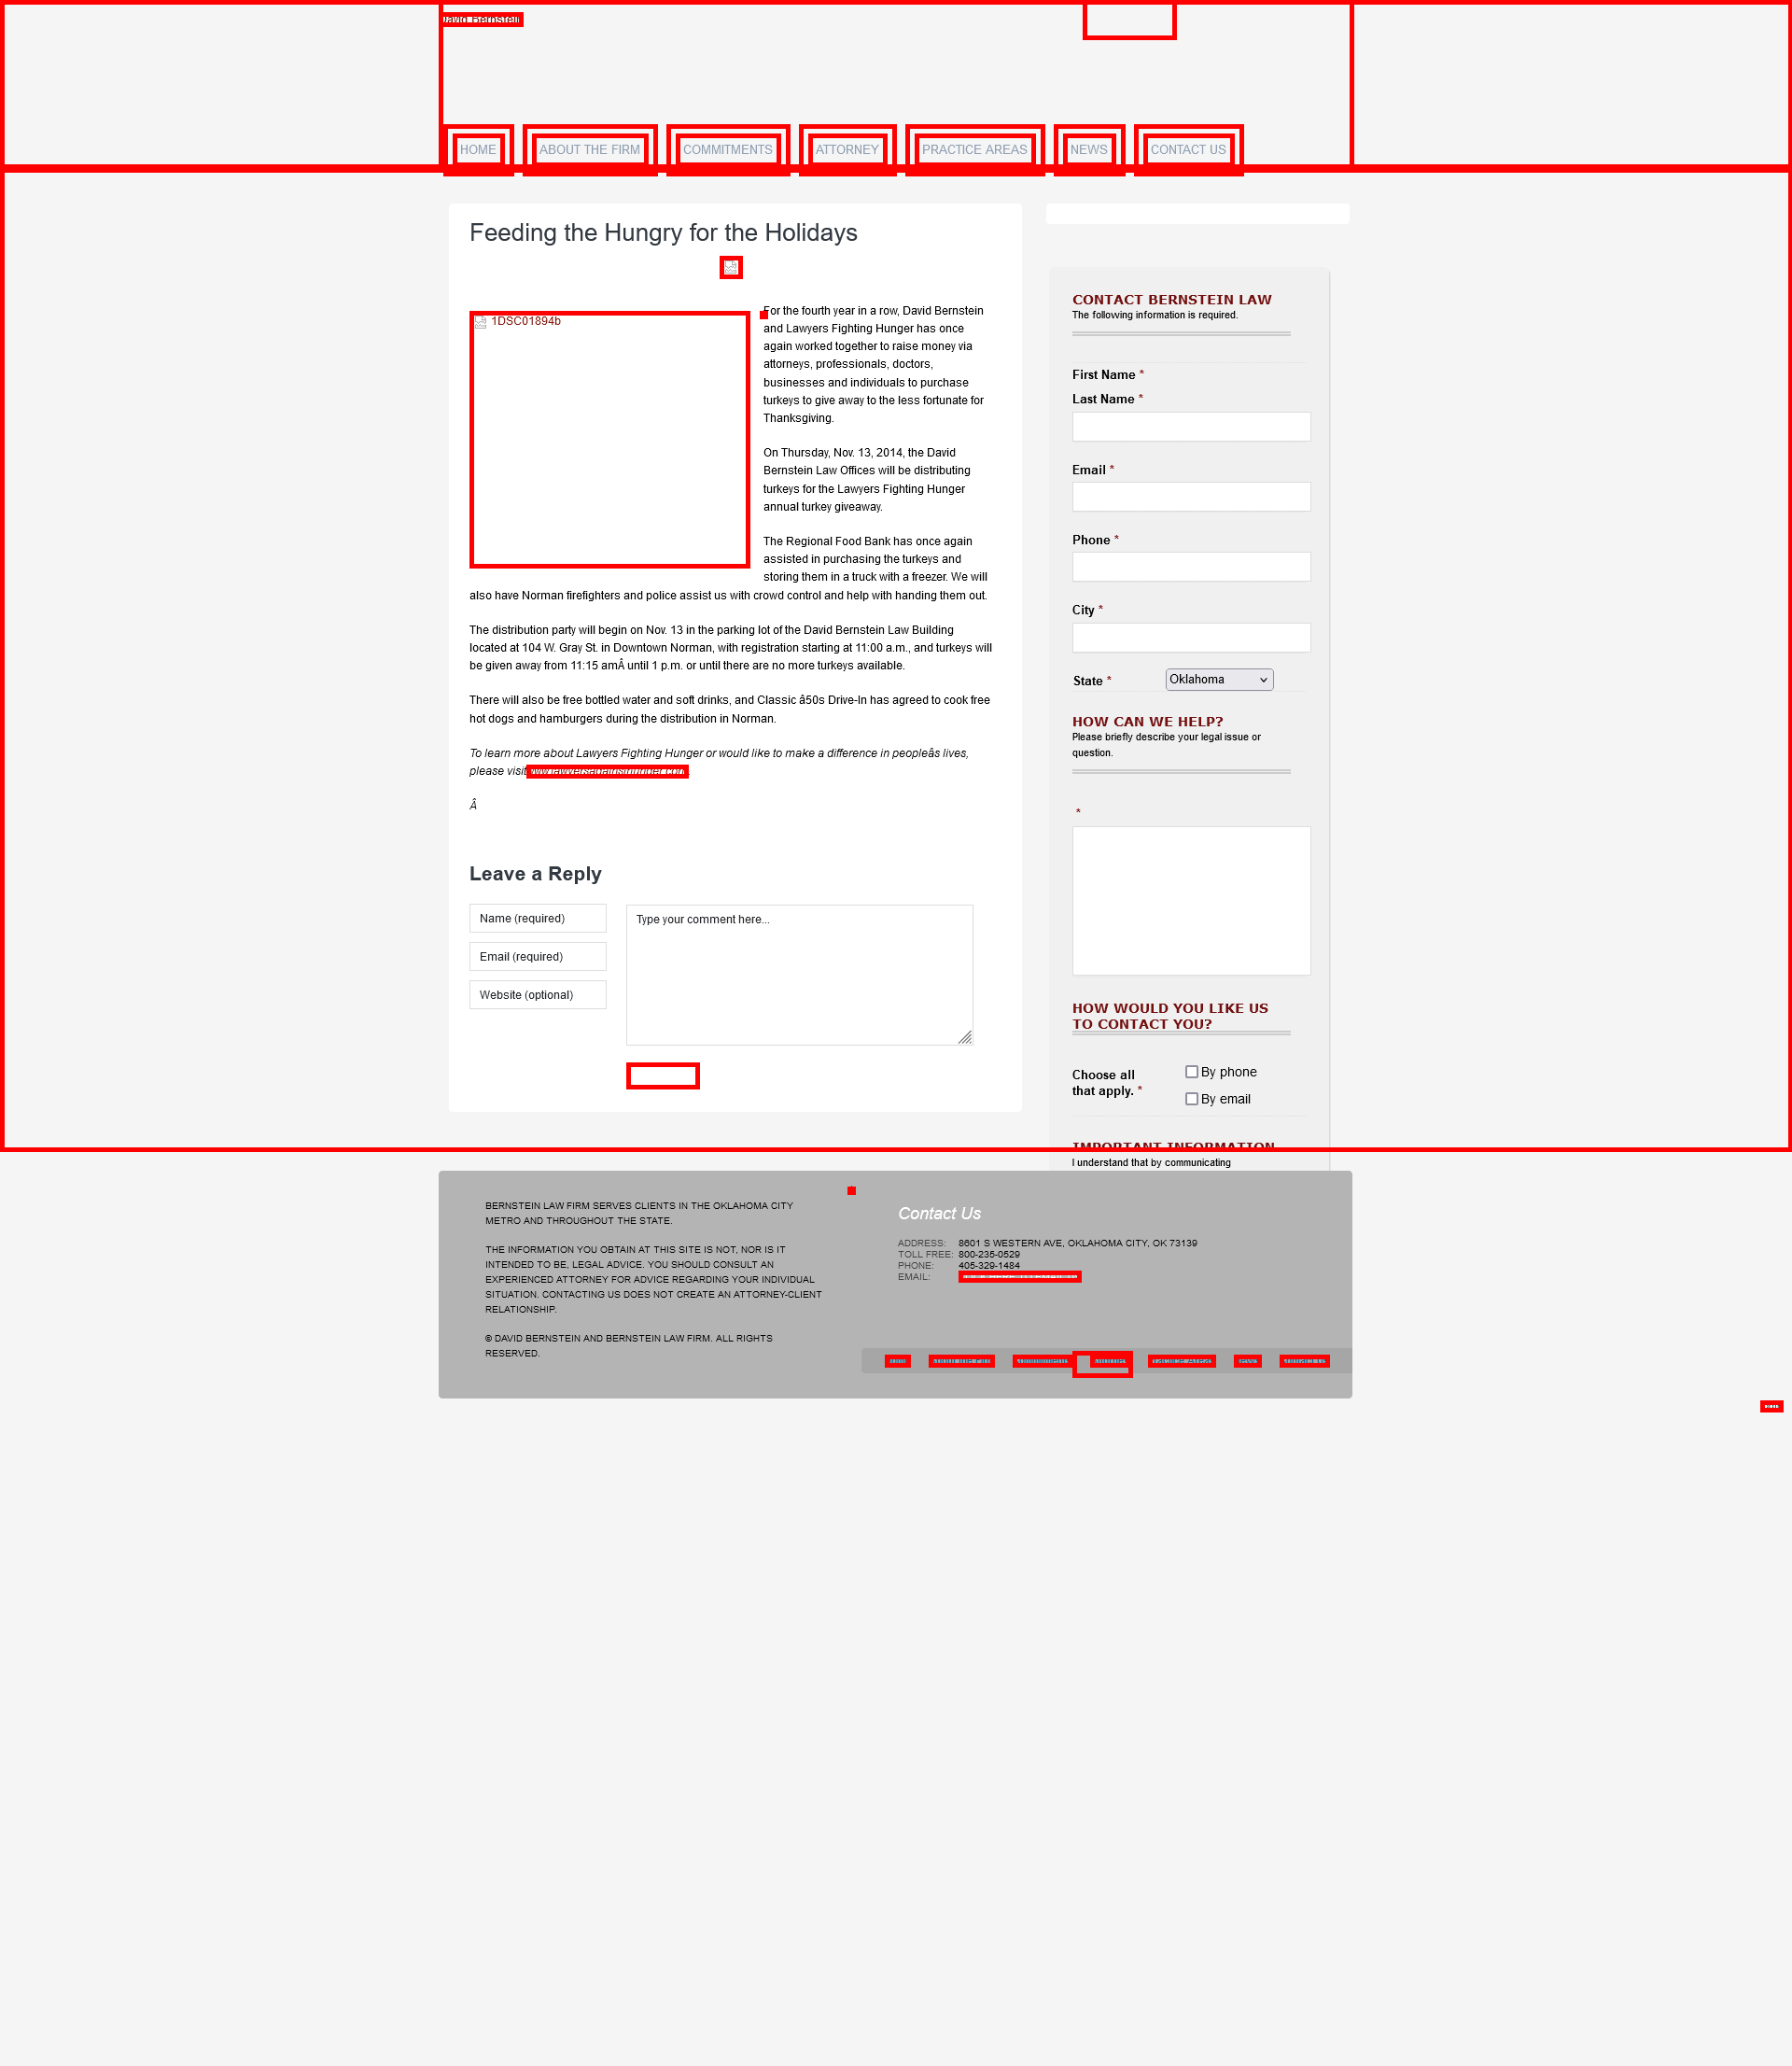 David Bernstein
HOME ABOUT THE FIRM COMMITMENTS ATTORNEY PRACTICE AREAS NEWS CONTACT US
Feeding the Hungry for the Holidays
1DSC01894b
For the fourth year in a row, David Bernstein
and Lawyers Fighting Hunger has once
again worked together to raise money via
attorneys, professionals, doctors,
businesses and individuals to purchase
turkeys to give away to the less fortunate for
Thanksgiving.
On Thursday, Nov. 13, 2014, the David
Bernstein Law Offices will be distributing
turkeys for the Lawyers Fighting Hunger
annual turkey giveaway.
The Regional Food Bank has once again
assisted in purchasing the turkeys and
storing them in a truck with a freezer. We will
also have Norman firefighters and police assist us with crowd control and help with handing them out.
The distribution party will begin on Nov. 13 in the parking lot of the David Bernstein Law Building
located at 104 W. Gray St. in Downtown Norman, with registration starting at 11:00 a.m., and turkeys will
be given away from 11:15 amÂ until 1 p.m. or until there are no more turkeys available.
There will also be free bottled water and soft drinks, and Classic â50s Drive-In has agreed to cook free
hot dogs and hamburgers during the distribution in Norman.
To learn more about Lawyers Fighting Hunger or would like to make a difference in peopleâs lives,
please visit www.lawyersagainsthunger.com.
Â
Leave a Reply
Name (required)
Email (required)
Website (optional)
Type your comment here...
CONTACT BERNSTEIN LAW
The following information is required.
First Name *
Last Name *
Email *
Phone *
City *
State * Oklahoma
HOW CAN WE HELP?
Please briefly describe your legal issue or
question.
*
HOW WOULD YOU LIKE US
TO CONTACT YOU?
Choose all
that apply. *
By phone
By email
IMPORTANT INFORMATION
I understand that by communicating
BERNSTEIN LAW FIRM SERVES CLIENTS IN THE OKLAHOMA CITY
METRO AND THROUGHOUT THE STATE.
THE INFORMATION YOU OBTAIN AT THIS SITE IS NOT, NOR IS IT
INTENDED TO BE, LEGAL ADVICE. YOU SHOULD CONSULT AN
EXPERIENCED ATTORNEY FOR ADVICE REGARDING YOUR INDIVIDUAL
SITUATION. CONTACTING US DOES NOT CREATE AN ATTORNEY-CLIENT
RELATIONSHIP.
© DAVID BERNSTEIN AND BERNSTEIN LAW FIRM. ALL RIGHTS
RESERVED.
Contact Us
ADDRESS: 8601 S WESTERN AVE, OKLAHOMA CITY, OK 73139
TOLL FREE: 800-235-0529
PHONE: 405-329-1484
EMAIL:
About the Firm Commitments Attorney Practice Areas News Contact Us